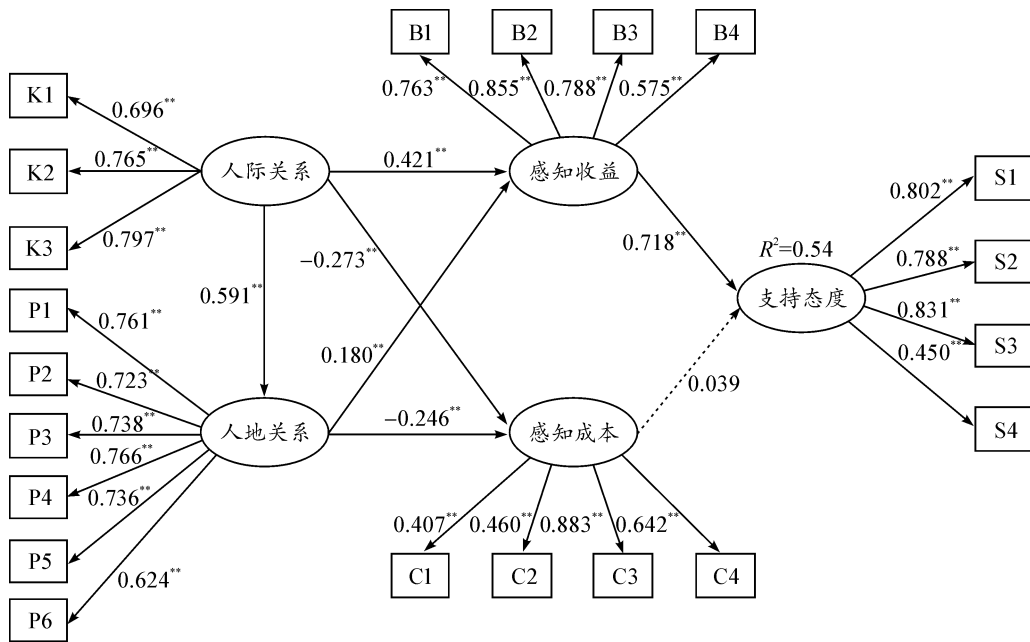 B1
B2
B3
B4
0.763**
0.855**
0.788**
0.575**
K1
K2
K3
0.696**
0.765**
0.797**
人际关系
0.421**
感知收益
-0.273**
0.591**
0.718**
R²=0.54
支持态度
0.802**
0.788**
0.831**
0.450**
S1
S2
S3
S4
P1
P2
P3
P4
P5
P6
0.761**
0.723**
0.738**
0.766**
0.736**
0.624**
人地关系
0.180**
-0.246**
感知成本
0.039
0.407**
0.460**
0.883**
0.642**
C1
C2
C3
C4